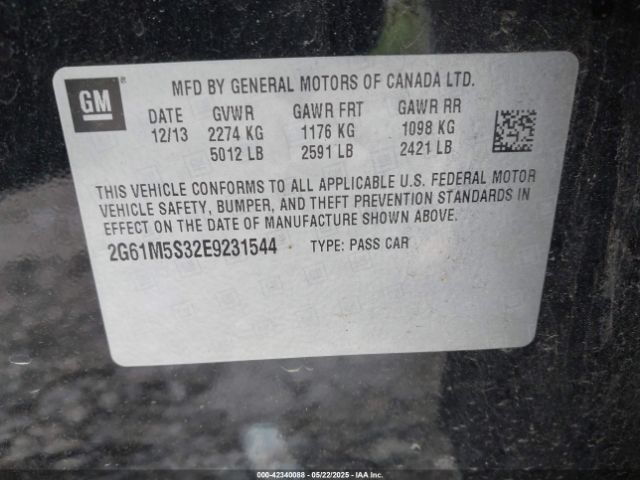 GM
MFD BY GENERAL MOTORS OF CANADA LTD.
DATE GVWR GAWR FRT GAWR RR
12/13 2274 KG 1176 KG 1098 KG
5012 LB 2591 LB 2421 LB
THIS VEHICLE CONFORMS TO ALL APPLICABLE U.S. FEDERAL MOTOR
VEHICLE SAFETY, BUMPER, AND THEFT PREVENTION STANDARDS IN
EFFECT ON THE DATE OF MANUFACTURE SHOWN ABOVE.
2G61M5S32E9231544 TYPE: PASS CAR
000-42340088 - 05/22/2025 - IAA Inc.